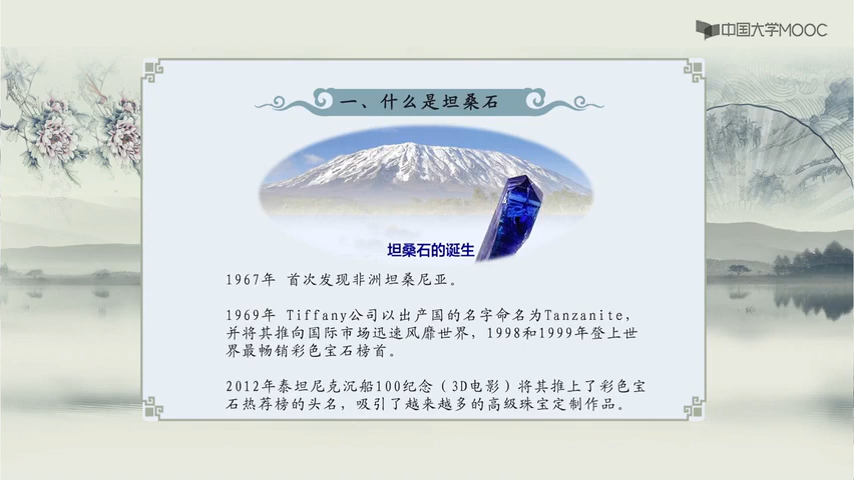 中国大学MOOC
一、什么是坦桑石
坦桑石的诞生
1967年 首次发现非洲坦桑尼亚。
1969年 Tiffany公司以出产国的名字命名为Tanzanite，
并将其推向国际市场迅速风靡世界，1998和1999年登上世
界最畅销彩色宝石榜首。
2012年泰坦尼克沉船100纪念（3D电影）将其推上了彩色宝
石热荐榜的头名，吸引了越来越多的高级珠宝定制作品。